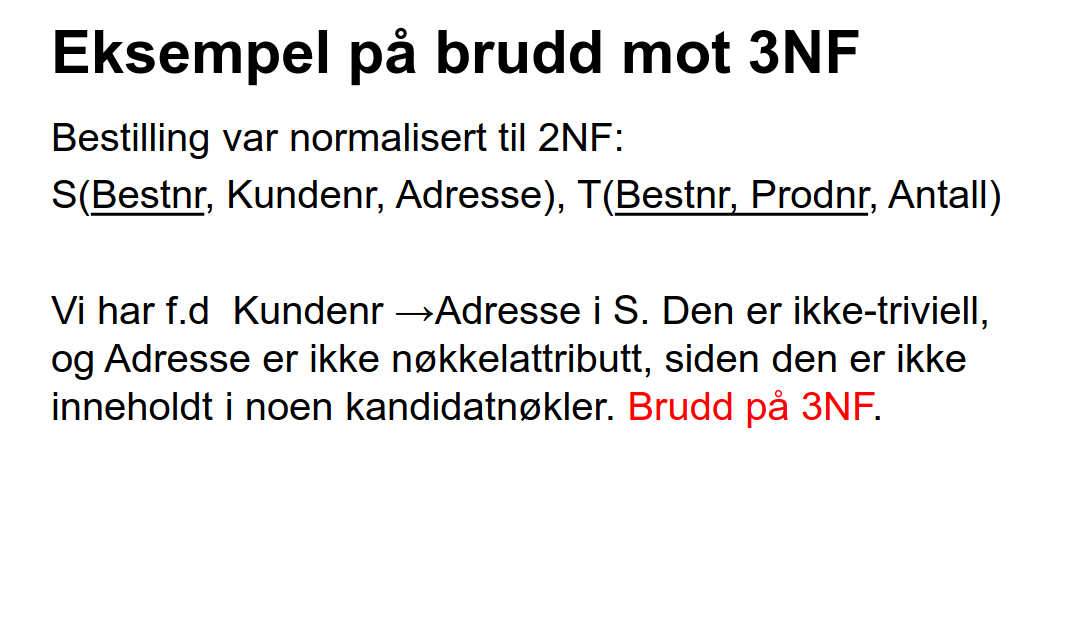 Eksempel på brudd mot 3NF
Bestilling var normalisert til 2NF:
S(Bestnr, Kundenr, Adresse), T(Bestnr, Prodnr, Antall)
Vi har f.d  Kundenr →Adresse i S. Den er ikke-triviell,
og Adresse er ikke nøkkelattributt, siden den er ikke
inneholdt i noen kandidatnøkler. Brudd på 3NF.